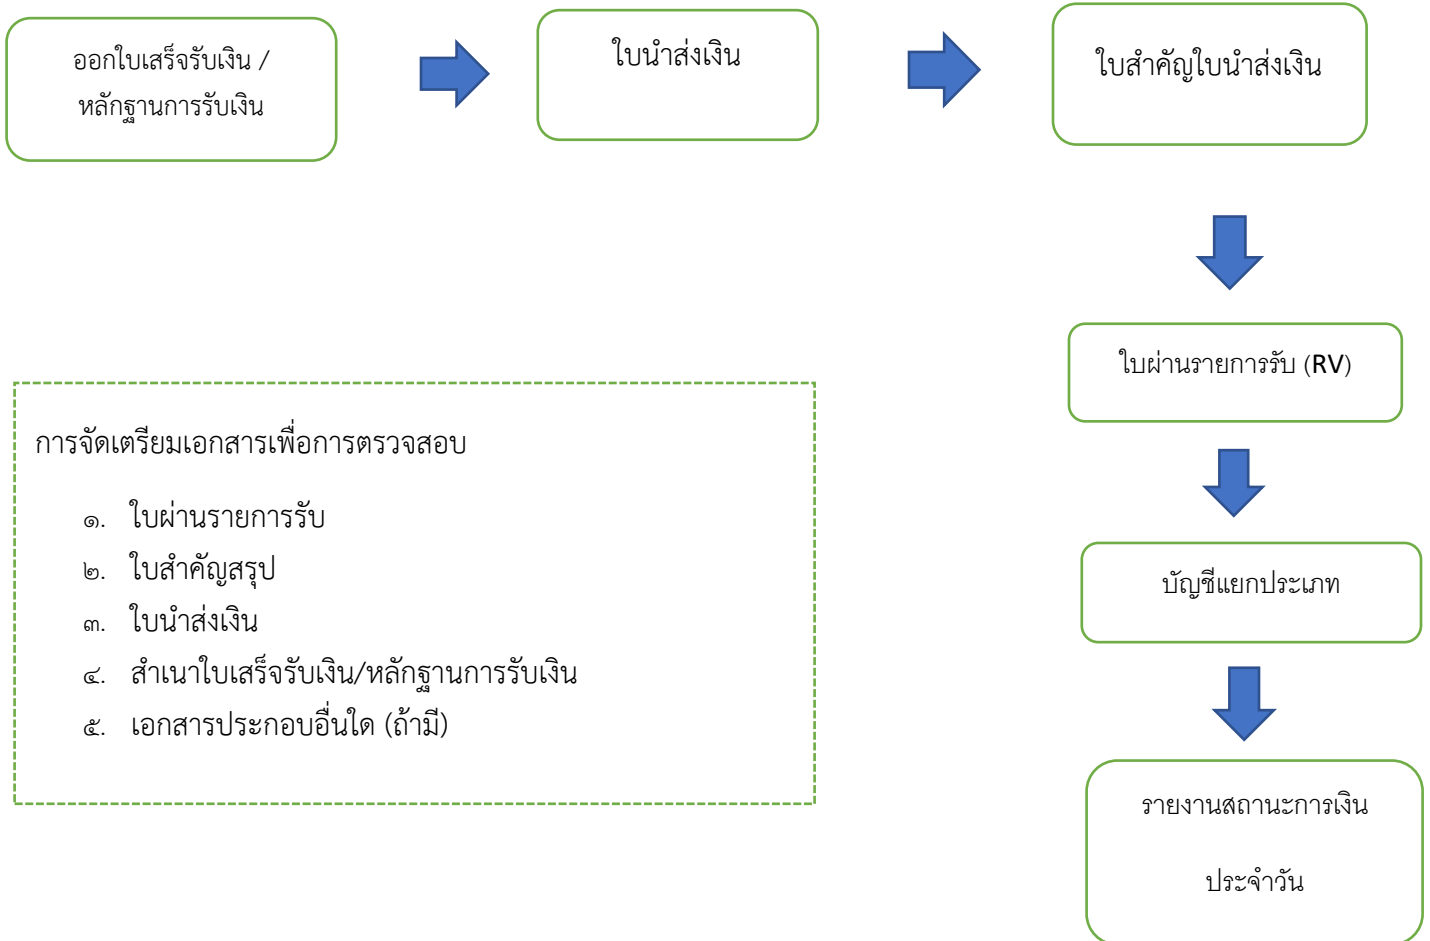 ออกใบเสร็จรับเงิน /
หลักฐานการรับเงิน
ใบนำส่งเงิน
ใบสำคัญใบนำส่งเงิน
ใบผ่านรายการรับ (RV)
บัญชีแยกประเภท
รายงานสถานะการเงิน
ประจำวัน
การจัดเตรียมเอกสารเพื่อการตรวจสอบ
๑. ใบผ่านรายการรับ
๒. ใบสำคัญสรุป
๓. ใบนำส่งเงิน
๔. สำเนาใบเสร็จรับเงิน/หลักฐานการรับเงิน
๕. เอกสารประกอบอื่นใด (ถ้ามี)